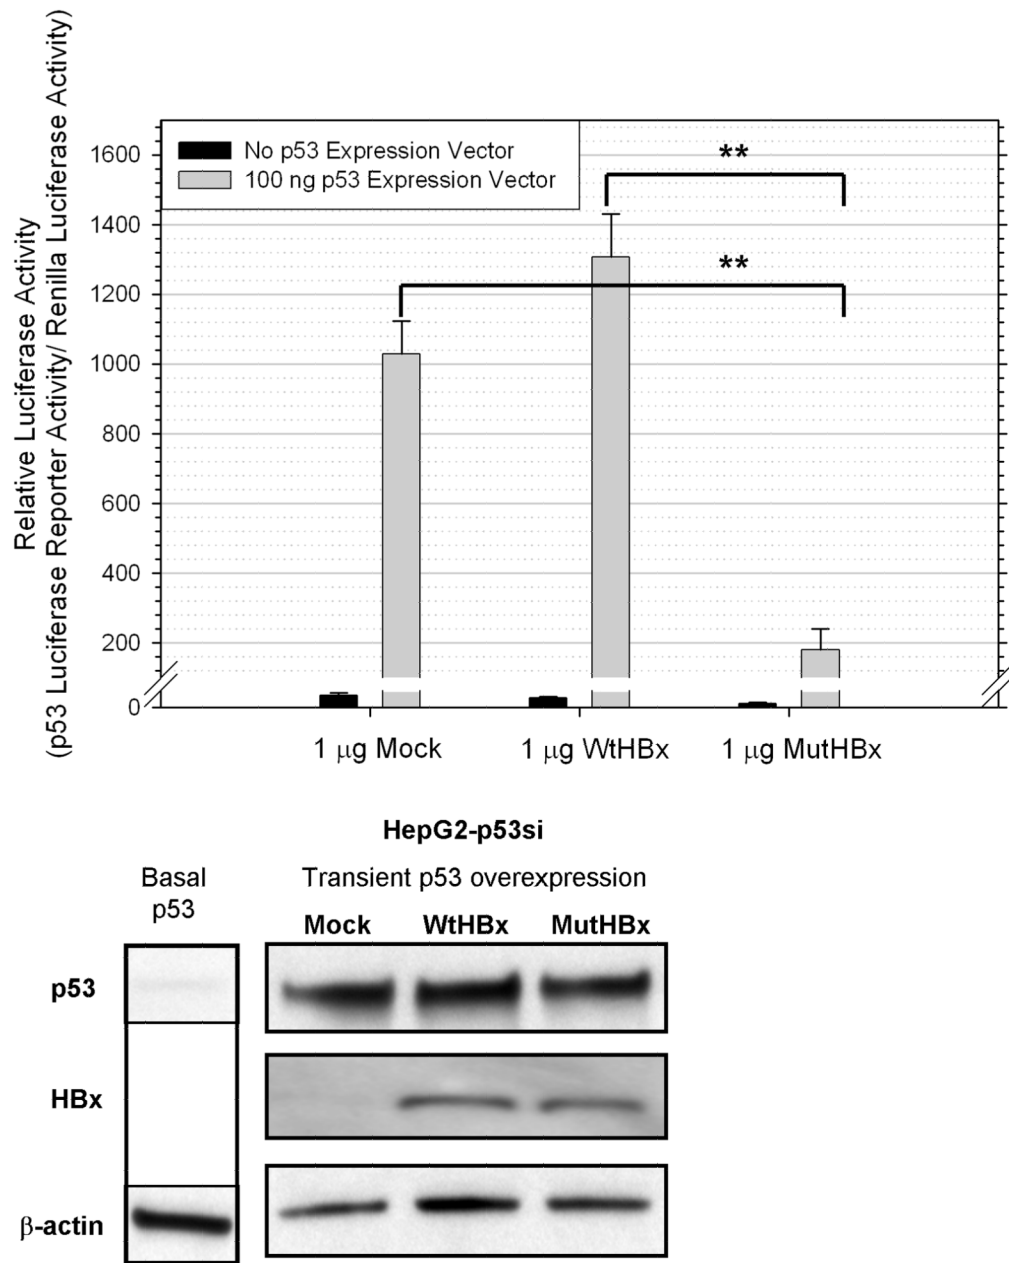 Relative Luciferase Activity
(p53 Luciferase Reporter Activity/ Renilla Luciferase Activity)
No p53 Expression Vector
100 ng p53 Expression Vector
**
**
1600
1400
1200
1000
800
600
400
200
0
1 μg Mock 1 μg WtHBx 1 μg MutHBx
HepG2-p53si
Basal
p53
Transient p53 overexpression
Mock WtHBx MutHBx
p53
HBx
β-actin